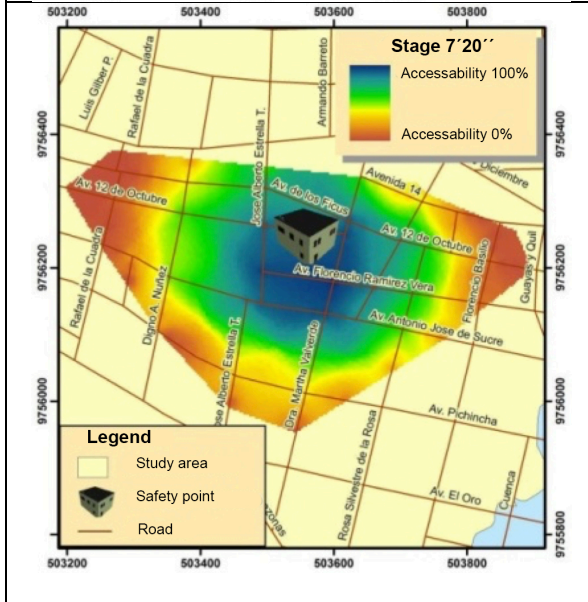 503200
503400
503600
503800
Stage 7´20´´
Accessability 100%
Accessability 0%
9756400
9756200
9756000
9755800
9756400
9756200
9756000
9755800
Luis Gilber P.
Rafael de la Cuadra
Armando Barreto
Jose Alberto Estrella T.
Diciembre
Avenida 14
Av. de los Ficus
Av. 12 de Octubre
Av. 12 de Octubre
Rafael de la Cuadra
Digno A. Nuñez
Av. Florencio Ramirez Vera
Florencio Basilio
Guayas y Quil
Av. Antonio Jose de Sucre
ose Alberto Estrella T.
Dra. Martha Valverde
Av. Pichincha
Rosa Silvestre de la Rosa
Av. El Oro
Cuenca
zonas
Legend
Study area
Safety point
Road
503200
503400
503600
503800